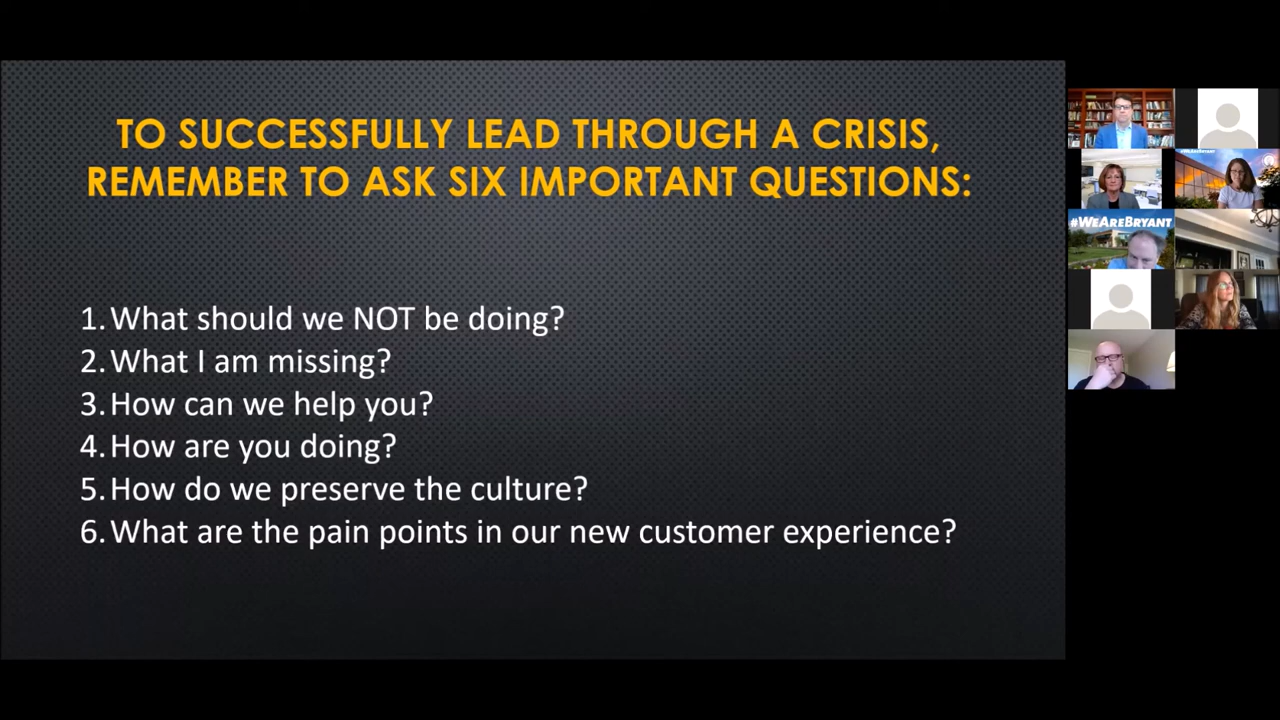 TO SUCCESSFULLY LEAD THROUGH A CRISIS,
REMEMBER TO ASK SIX IMPORTANT QUESTIONS:
1. What should we NOT be doing?
2. What I am missing?
3. How can we help you?
4. How are you doing?
5. How do we preserve the culture?
6. What are the pain points in our new customer experience?
#WEAREBRYANT
#WEAREBRYANT